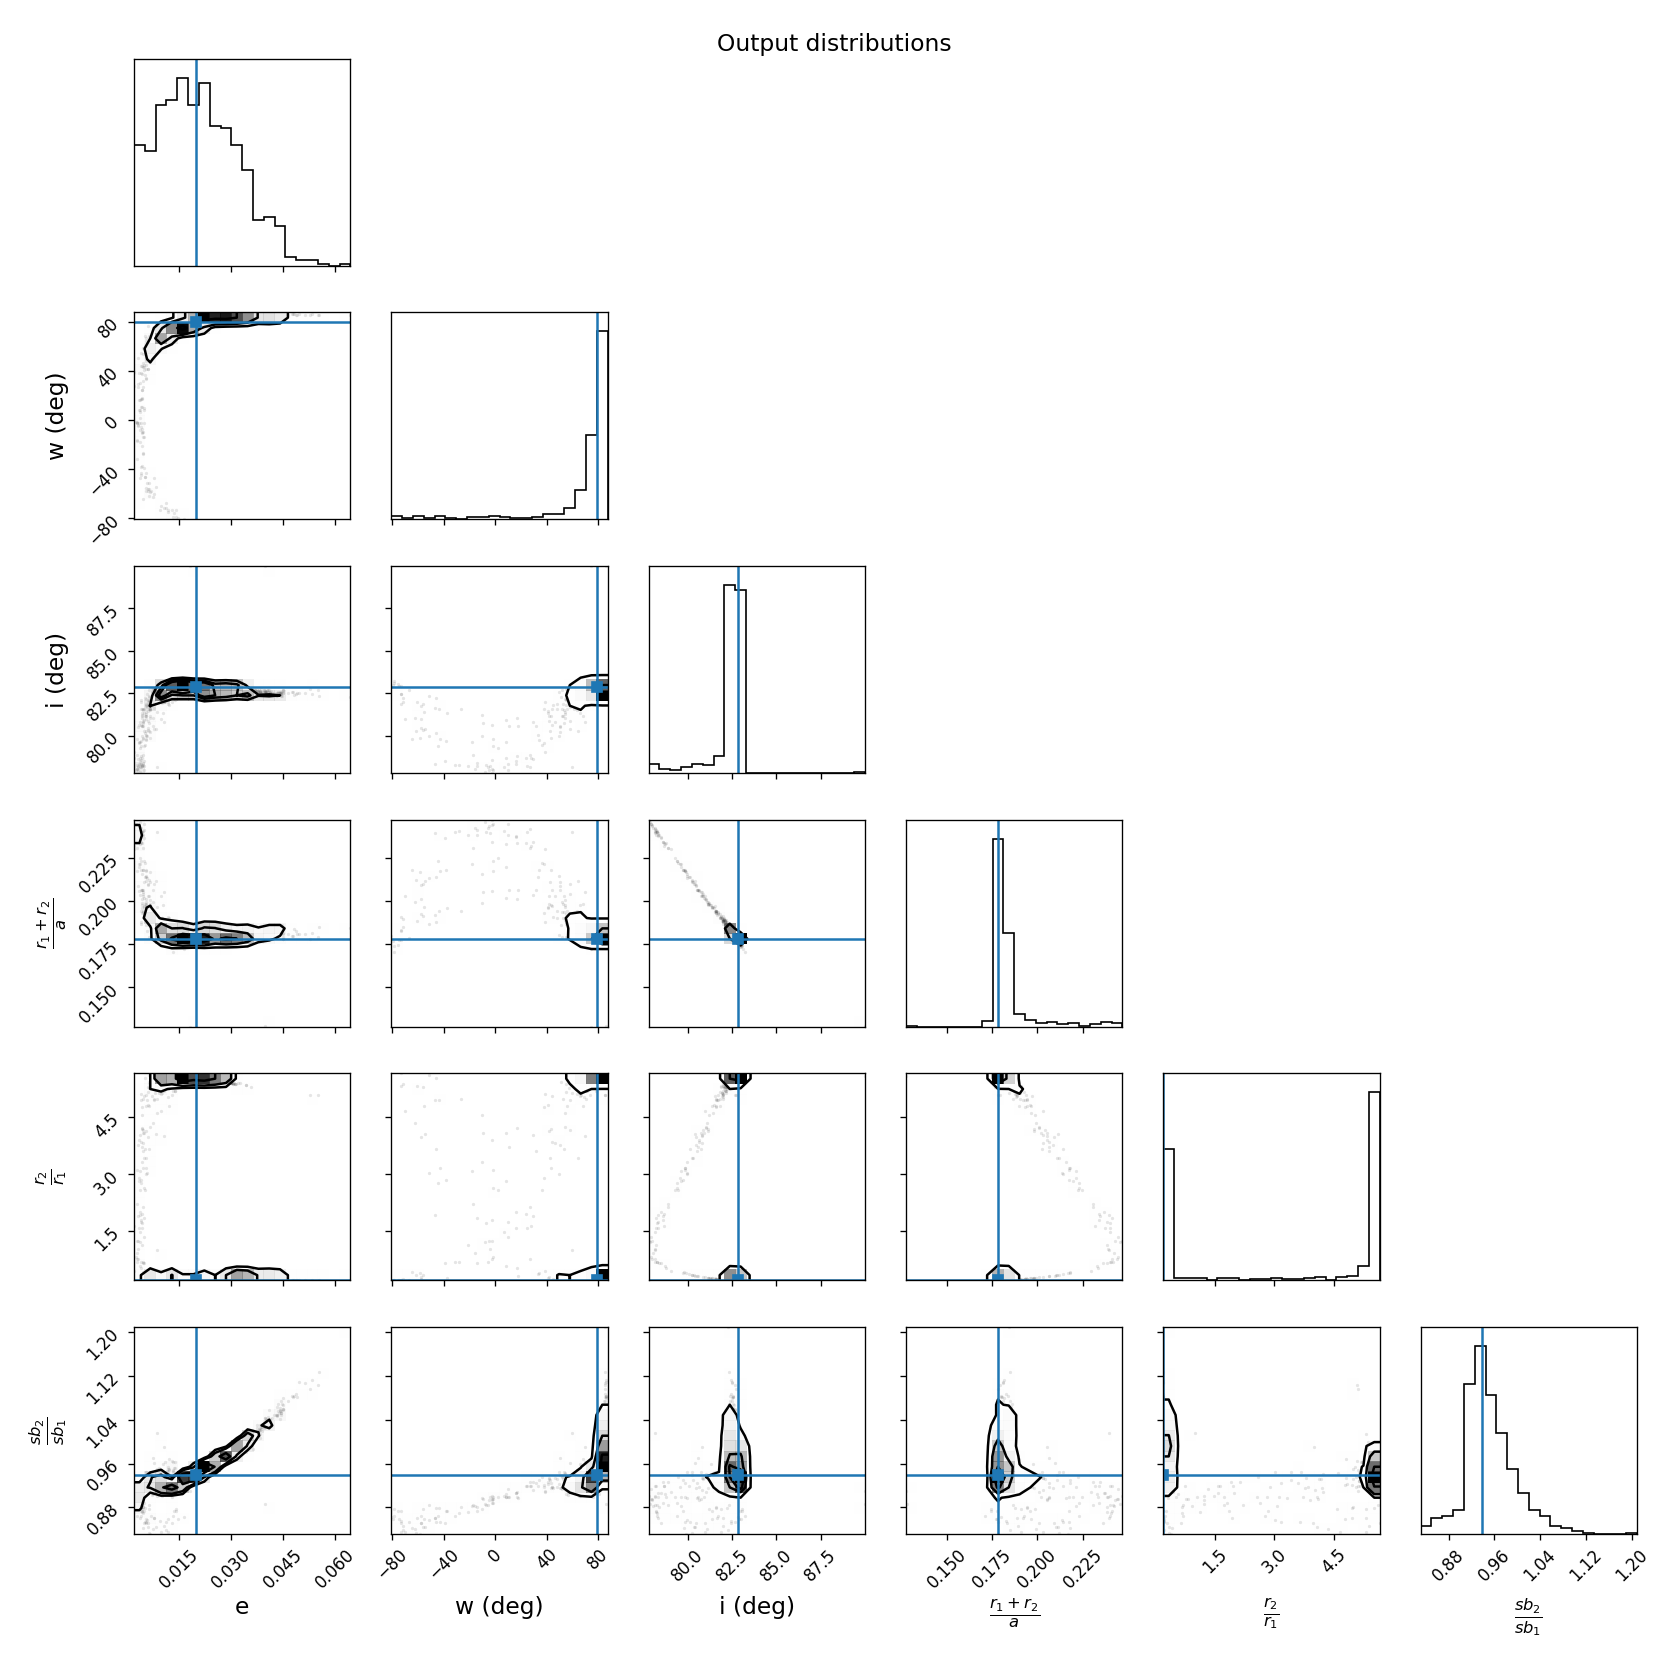 Output distributions
w (deg)
80
40
0
−40
−80
i (deg)
87.5
85.0
82.5
80.0
r₁ + r₂
a
0.225
0.200
0.175
0.150
r₂
r₁
4.5
3.0
1.5
sb₂
sb₁
1.20
1.12
1.04
0.96
0.88
0.015 0.030 0.045 0.060 −80 −40 0 40 80 80.0 82.5 85.0 87.5 0.150 0.175 0.200 0.225 1.5 3.0 4.5 0.88 0.96 1.04 1.12 1.20
e w (deg) i (deg) r₁ + r₂ r₂ sb₂
a r₁ sb₁